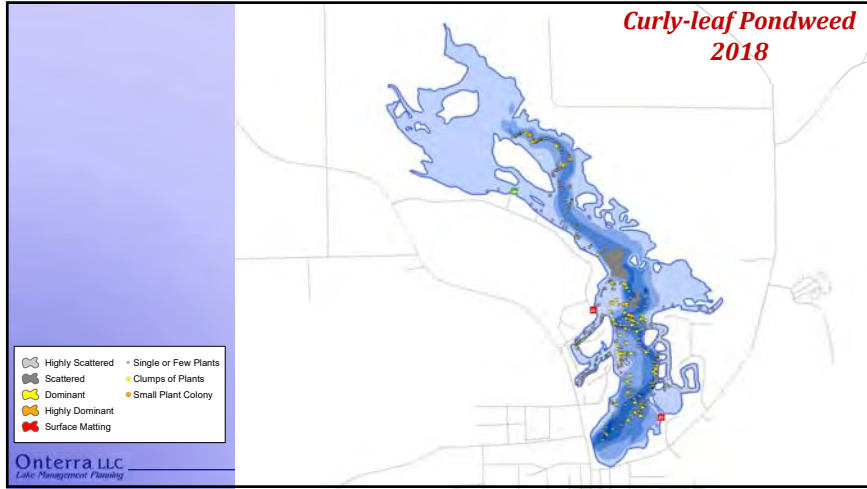 Curly-leaf Pondweed
2018
Highly Scattered
Scattered
Dominant
Highly Dominant
Surface Matting
Single or Few Plants
Clumps of Plants
Small Plant Colony
Onterra LLC
Lake Management Planning